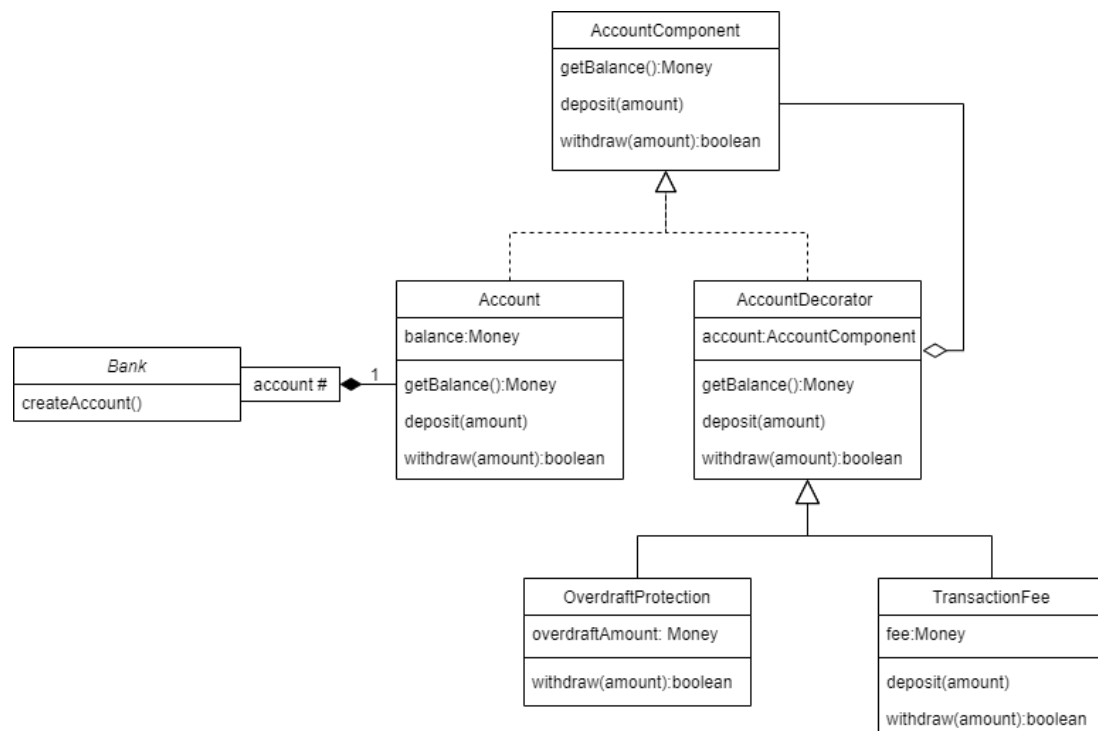 AccountComponent
getBalance():Money
deposit(amount)
withdraw(amount):boolean
Account
balance:Money
getBalance():Money
deposit(amount)
withdraw(amount):boolean
AccountDecorator
account:AccountComponent
getBalance():Money
deposit(amount)
withdraw(amount):boolean
Bank
createAccount()
account #
1
OverdraftProtection
overdraftAmount: Money
withdraw(amount):boolean
TransactionFee
fee:Money
deposit(amount)
withdraw(amount):boolean